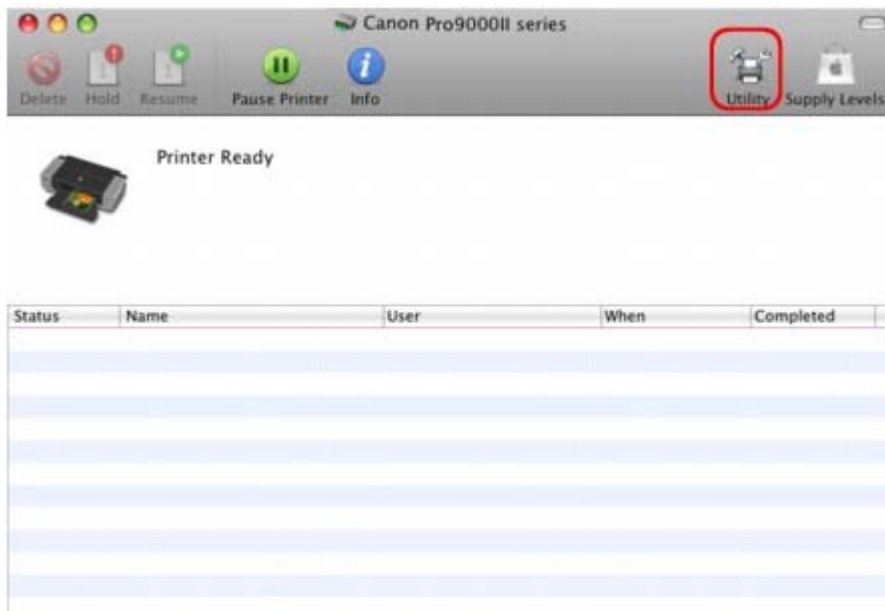 Canon Pro9000II series
Delete Hold Resume Pause Printer Info Utility Supply Levels
Printer Ready
Status Name User When Completed